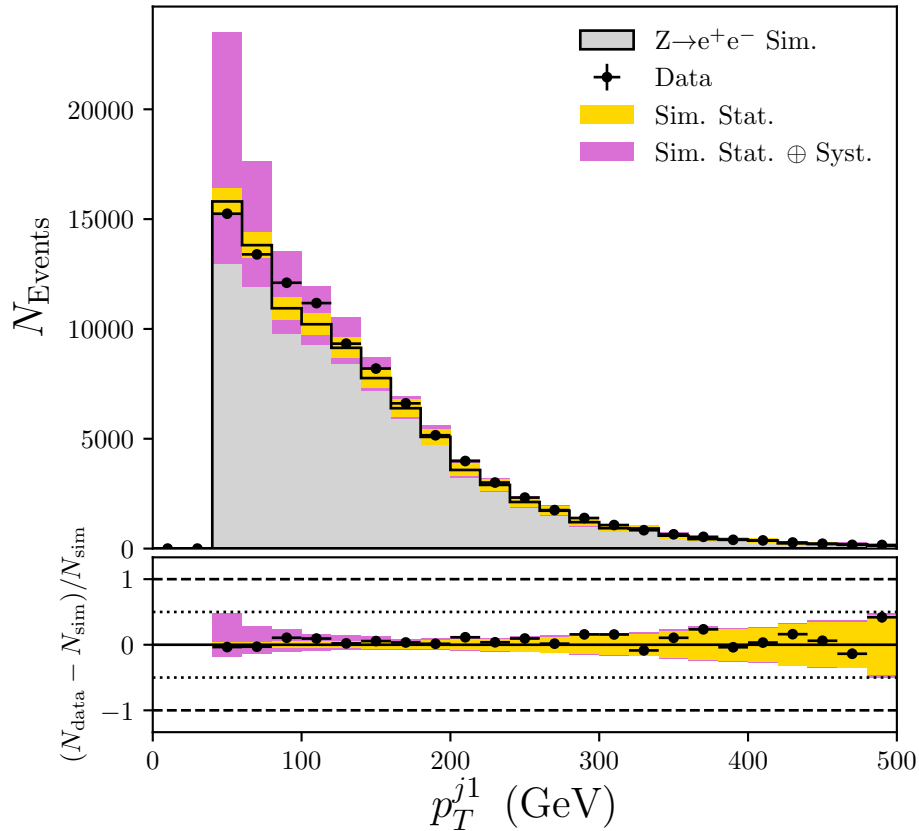 Z→e⁺e⁻ Sim.
Data
Sim. Stat.
Sim. Stat. ⊕ Syst.
N_Events
20000
15000
10000
5000
0
(N_data − N_sim)/N_sim
1
0
−1
0 100 200 300 400 500
p_T^{j1} (GeV)